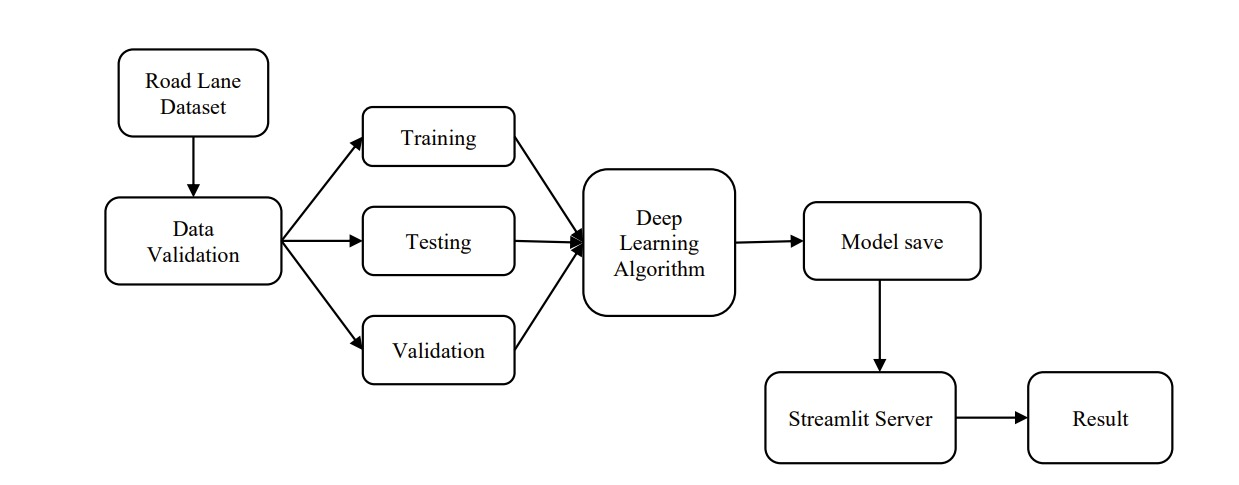 Road Lane
Dataset
Data
Validation
Training
Testing
Validation
Deep
Learning
Algorithm
Model save
Streamlit Server
Result